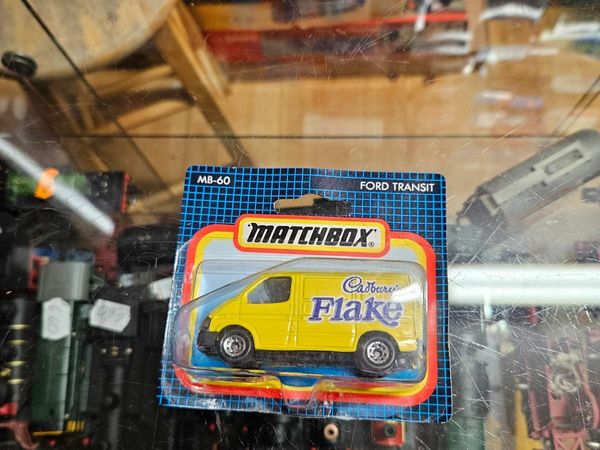 MB-60
FORD TRANSIT
MATCHBOX
Cadbury's
Flake